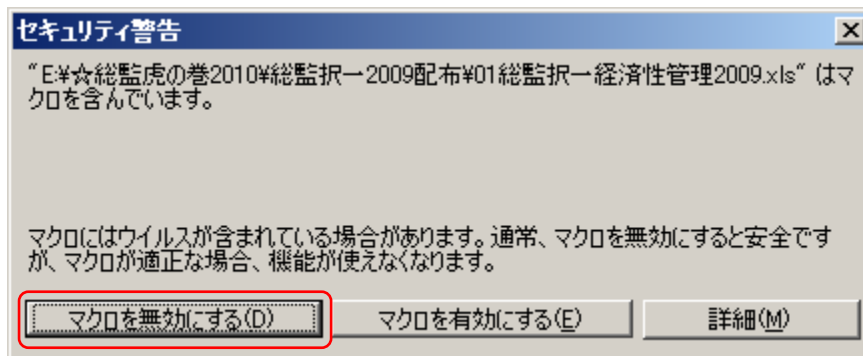 セキュリティ警告
"E:¥☆総監虎の巻2010¥総監択一2009配布¥01総監択一経済性管理2009.xls" はマ
クロを含んでいます。
マクロにはウイルスが含まれている場合があります。通常、マクロを無効にすると安全です
が、マクロが適正な場合、機能が使えなくなります。
マクロを無効にする(D) マクロを有効にする(E) 詳細(M)